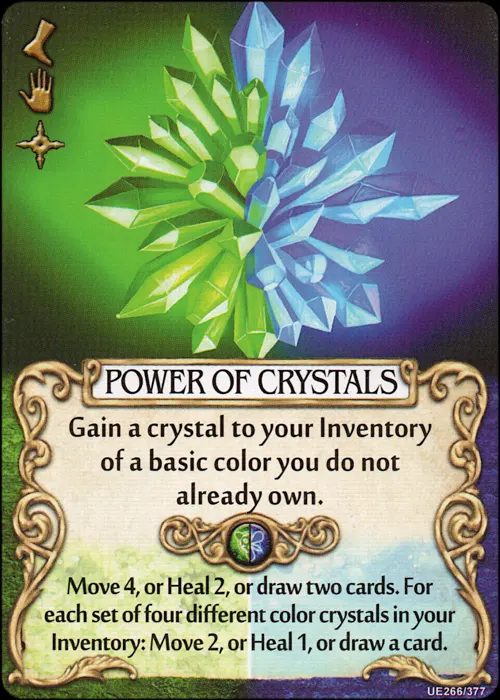 POWER OF CRYSTALS
Gain a crystal to your Inventory
of a basic color you do not
already own.
Move 4, or Heal 2, or draw two cards. For
each set of four different color crystals in your
Inventory: Move 2, or Heal 1, or draw a card.
UE266/377